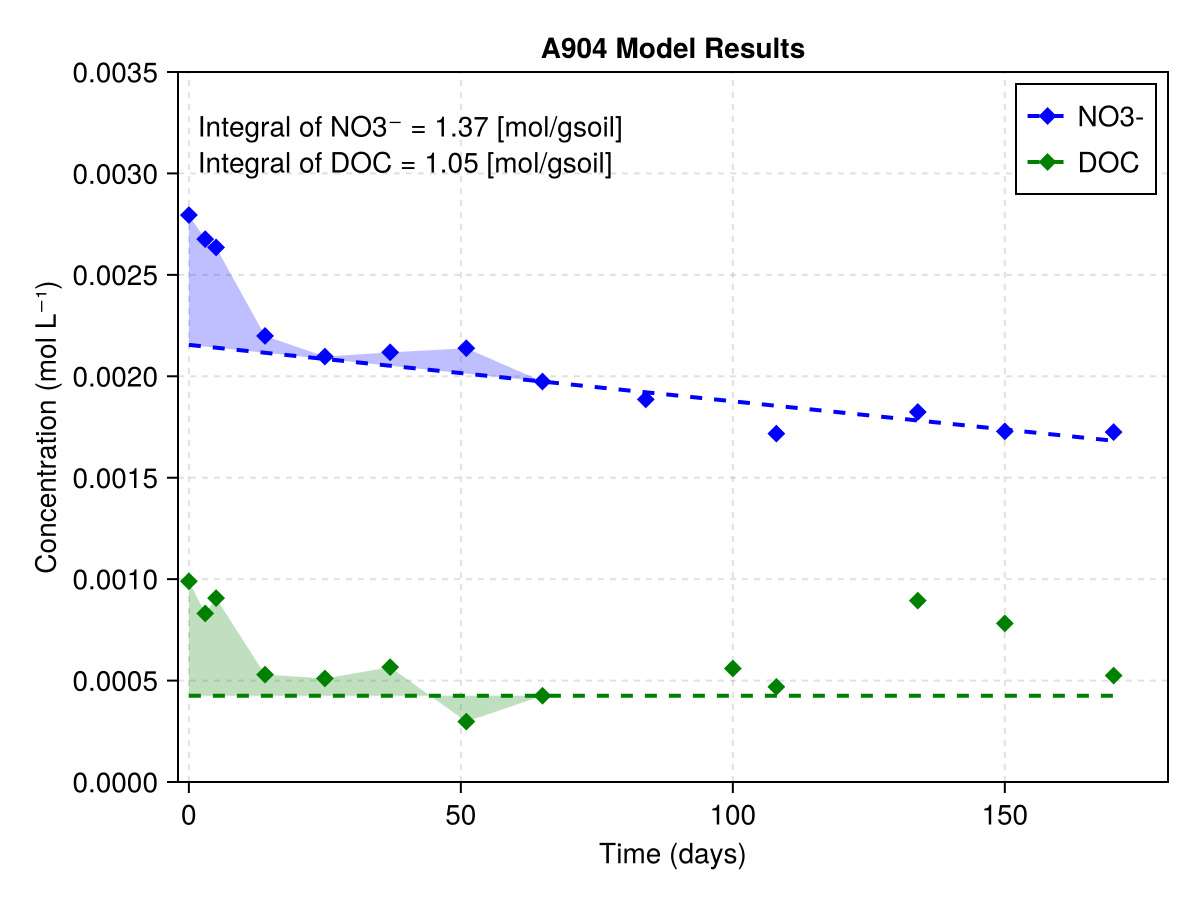 A904 Model Results
0.0035
0.0030
0.0025
0.0020
0.0015
0.0010
0.0005
0.0000
Concentration (mol L⁻¹)
Integral of NO3⁻ = 1.37 [mol/gsoil]
Integral of DOC = 1.05 [mol/gsoil]
NO3-
DOC
0
50
100
150
Time (days)